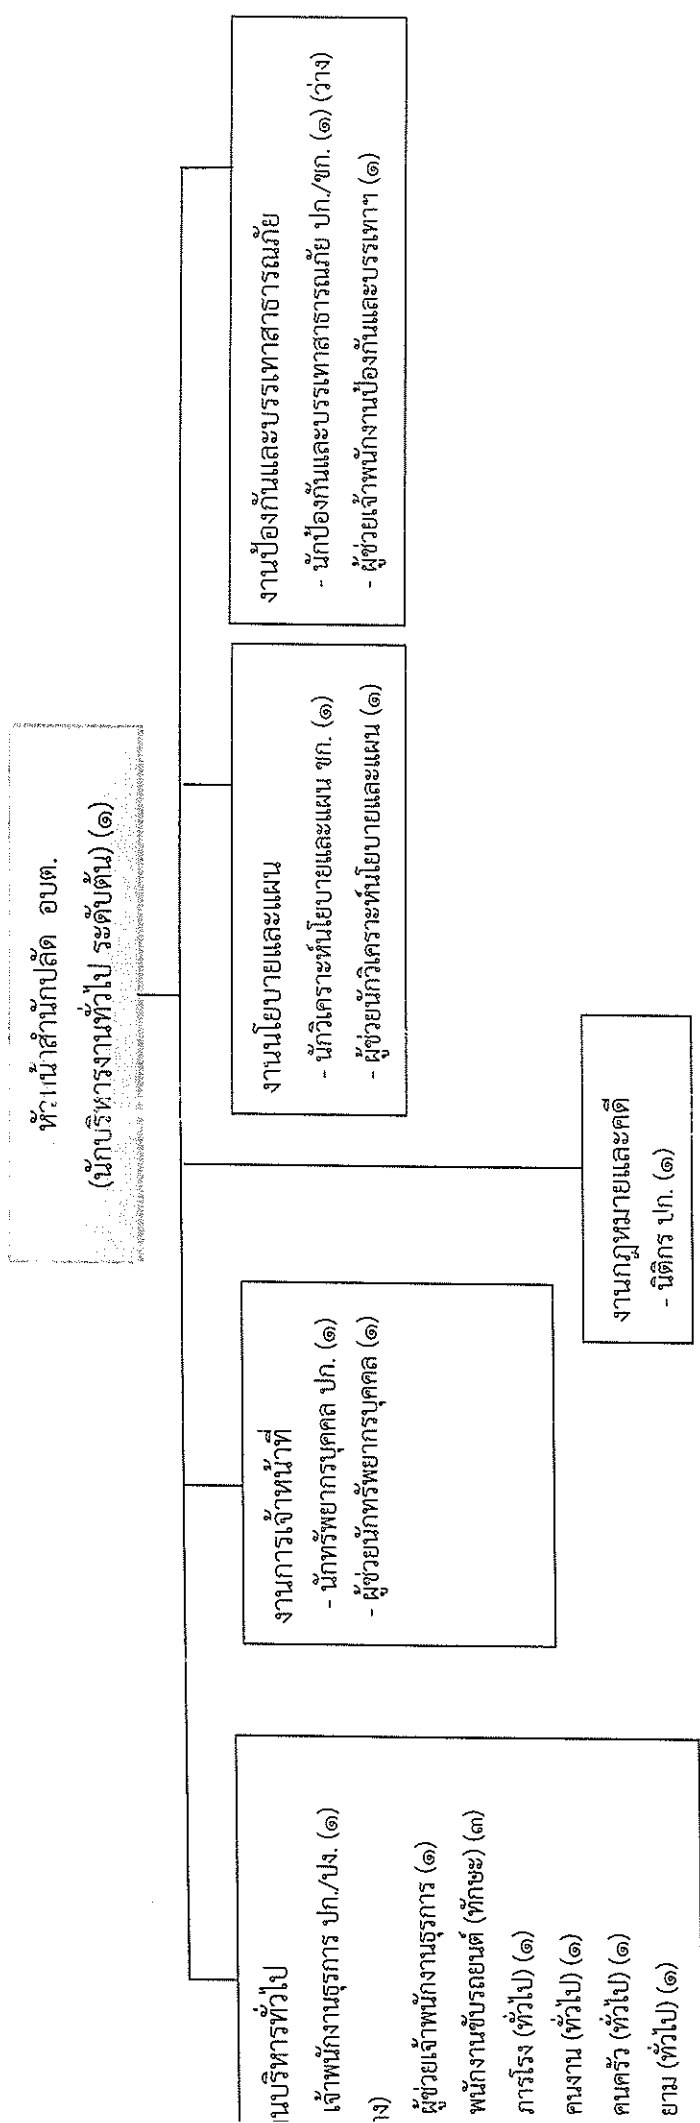 หัวหน้าสำนักปลัด อบต.
(นักบริหารงานทั่วไป ระดับต้น) (๑)
านบริหารทั่วไป
เจ้าพนักงานธุรการ ปก./ปง. (๑)
าง)
ผู้ช่วยเจ้าพนักงานธุรการ (๑)
พนักงานขับรถยนต์ (ทักษะ) (๓)
ภารโรง (ทั่วไป) (๑)
คนงาน (ทั่วไป) (๑)
คนครัว (ทั่วไป) (๑)
ยาม (ทั่วไป) (๑)
งานการเจ้าหน้าที่
- นักทรัพยากรบุคคล ปก. (๑)
- ผู้ช่วยนักทรัพยากรบุคคล (๑)
งานกฎหมายและคดี
- นิติกร ปก. (๑)
งานนโยบายและแผน
- นักวิเคราะห์นโยบายและแผน ชก. (๑)
- ผู้ช่วยนักวิเคราะห์นโยบายและแผน (๑)
งานป้องกันและบรรเทาสาธารณภัย
- นักป้องกันและบรรเทาสาธารณภัย ปก./ชก. (๑) (ว่าง)
- ผู้ช่วยเจ้าพนักงานป้องกันและบรรเทาฯ (๑)